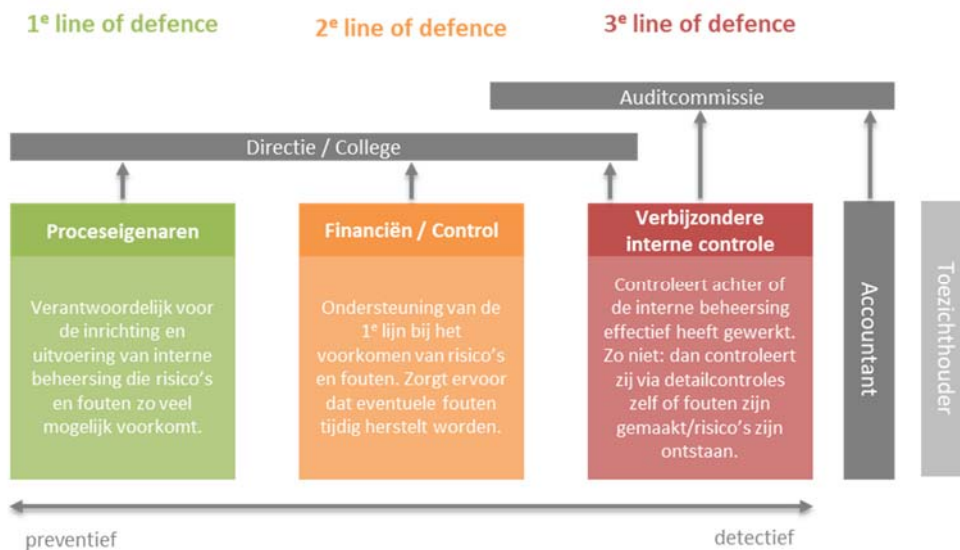 1e line of defence
2e line of defence
3e line of defence
Auditcommissie
Directie / College
Proceseigenaren
Verantwoordelijk voor
de inrichting en
uitvoering van interne
beheersing die risico's
en fouten zo veel
mogelijk voorkomt.
Financiën / Control
Ondersteuning van de
1e lijn bij het
voorkomen van risico's
en fouten. Zorgt ervoor
dat eventuele fouten
tijdig herstelt worden.
Verbijzondere
interne controle
Controleert achter of
de interne beheersing
effectief heeft gewerkt.
Zo niet: dan controleert
zij via detailcontroles
zelf of fouten zijn
gemaakt/risico's zijn
ontstaan.
Accountant
Toezichthouder
preventief
detectief